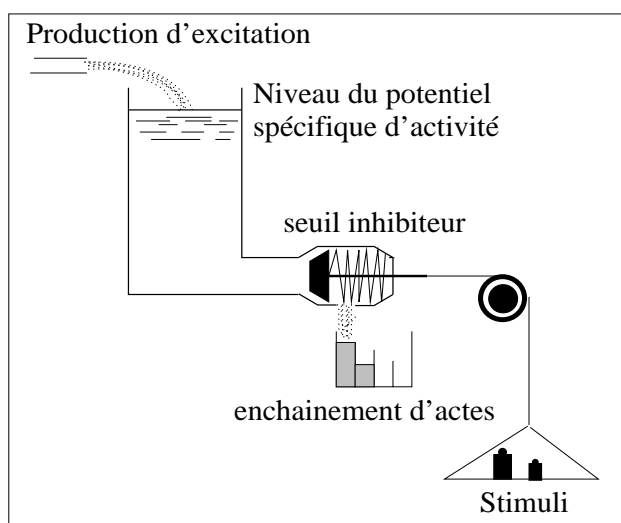 Production d’excitation
Niveau du potentiel
spécifique d’activité
seuil inhibiteur
enchainement d’actes
Stimuli